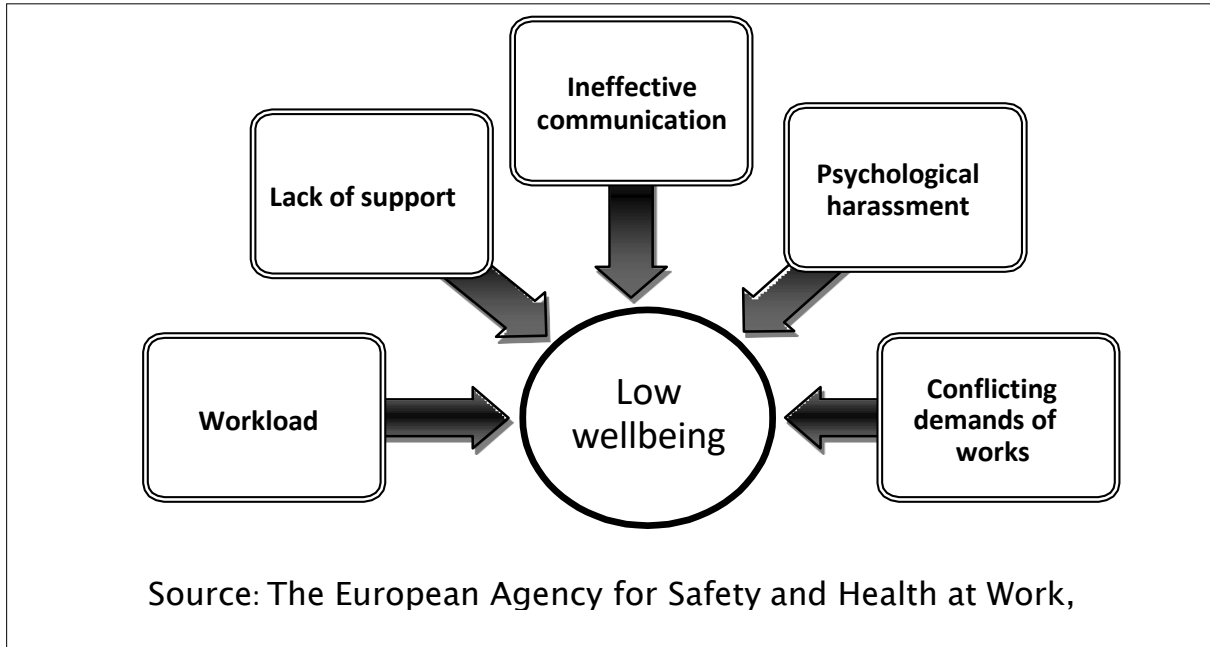 Ineffective
communication
Lack of support
Psychological
harassment
Workload
Low
wellbeing
Conflicting
demands of
works
Source: The European Agency for Safety and Health at Work,